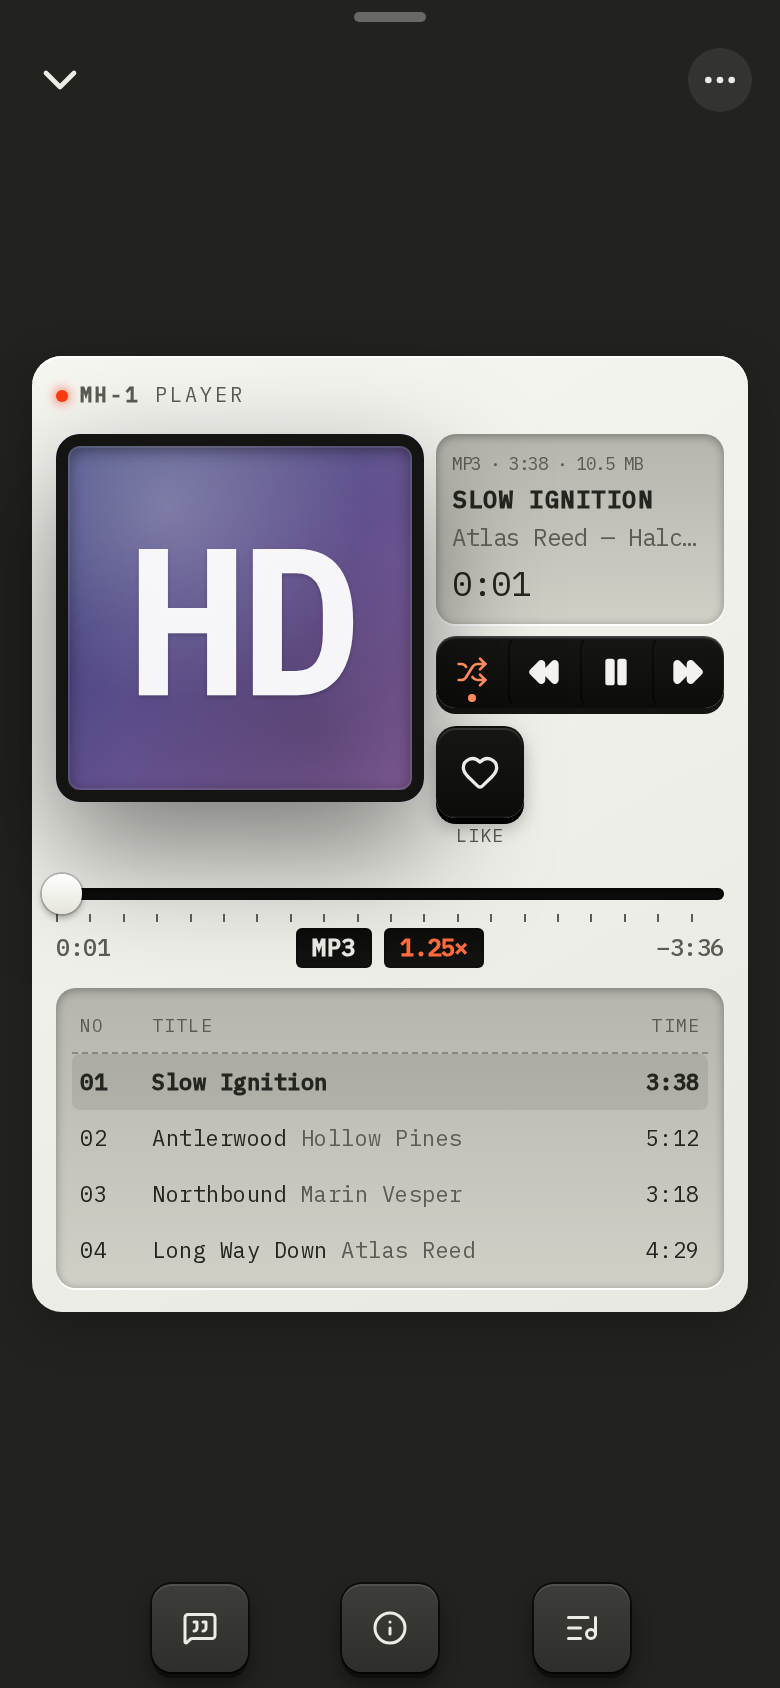 MH-1 PLAYER
HD
MP3 · 3:38 · 10.5 MB
SLOW IGNITION
Atlas Reed — Halc…
0:01
LIKE
0:01 MP3 1.25× −3:36
NO TITLE TIME
01 Slow Ignition 3:38
02 Antlerwood Hollow Pines 5:12
03 Northbound Marin Vesper 3:18
04 Long Way Down Atlas Reed 4:29